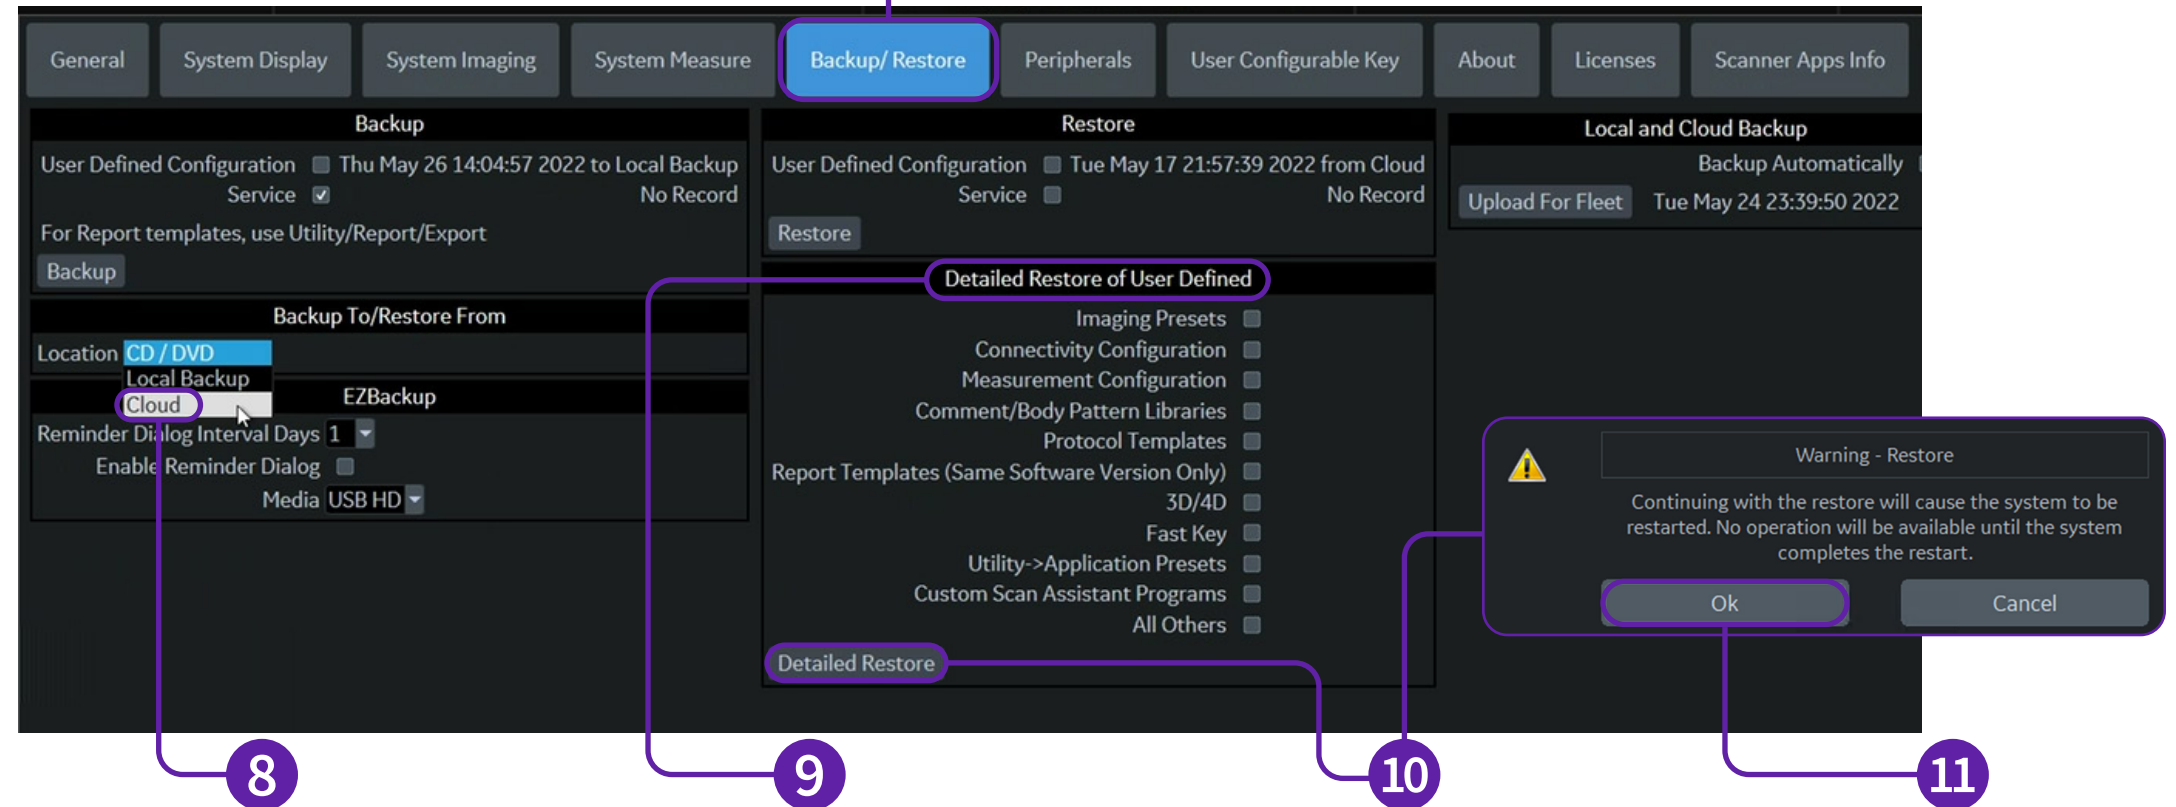 General
System Display
System Imaging
System Measure
Backup/ Restore
Peripherals
User Configurable Key
About
Licenses
Scanner Apps Info
Backup
User Defined Configuration Thu May 26 14:04:57 2022 to Local Backup
Service No Record
For Report templates, use Utility/Report/Export
Backup
Backup To/Restore From
Location CD / DVD
Local Backup
Cloud
EZBackup
Reminder Dialog Interval Days 1
Enable Reminder Dialog
Media USB HD
Restore
User Defined Configuration Tue May 17 21:57:39 2022 from Cloud
Service No Record
Restore
Detailed Restore of User Defined
Imaging Presets
Connectivity Configuration
Measurement Configuration
Comment/Body Pattern Libraries
Protocol Templates
Report Templates (Same Software Version Only)
3D/4D
Fast Key
Utility->Application Presets
Custom Scan Assistant Programs
All Others
Detailed Restore
Local and Cloud Backup
Backup Automatically
Upload For Fleet Tue May 24 23:39:50 2022
Warning - Restore
Continuing with the restore will cause the system to be
restarted. No operation will be available until the system
completes the restart.
Ok
Cancel
8
9
10
11